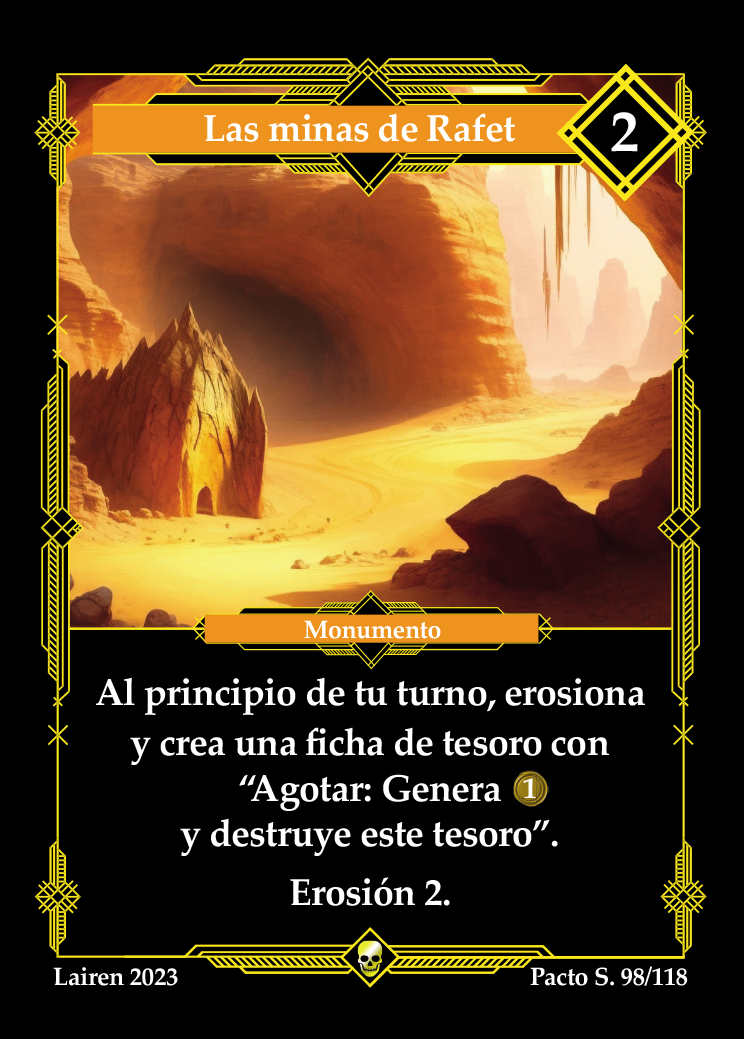 Las minas de Rafet
2
Monumento
Al principio de tu turno, erosiona
y crea una ficha de tesoro con
“Agotar: Genera 1
y destruye este tesoro”.
Erosión 2.
Lairen 2023
Pacto S. 98/118